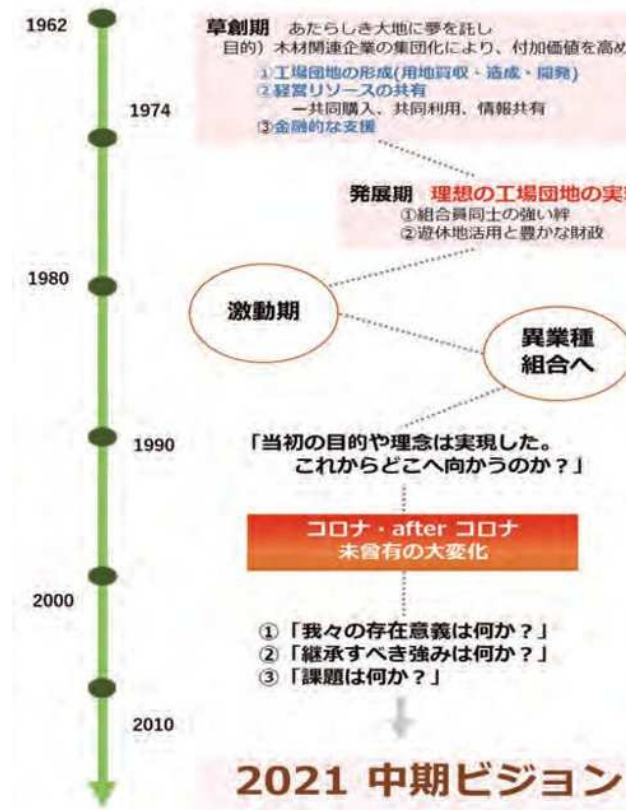 1962
草創期 あたらしき大地に夢を託し
目的）木材関連企業の集団化により、付加価値を高め
①工場団地の形成(用地買収・造成・開発)
②経営リソースの共有
ー共同購入、共同利用、情報共有
③金融的な支援
1974
発展期 理想の工場団地の実
①組合員同士の強い絆
②遊休地活用と豊かな財政
1980
激動期
異業種
組合へ
1990
「当初の目的や理念は実現した。
これからどこへ向かうのか？」
コロナ・after コロナ
未曾有の大変化
2000
①「我々の存在意義は何か？」
②「継承すべき強みは何か？」
③「課題は何か？」
2010
2021 中期ビジョン